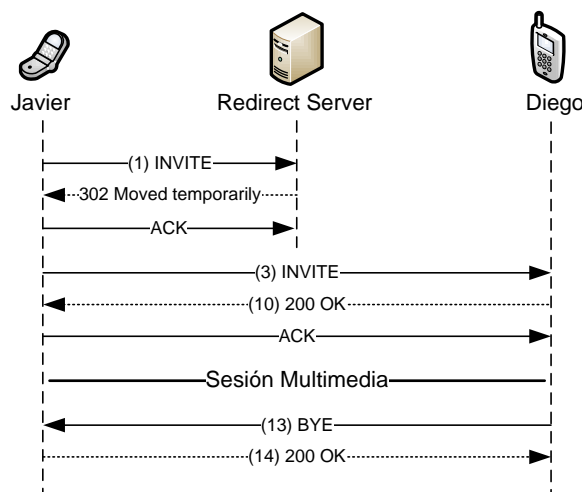 Javier
Redirect Server
Diego
(1) INVITE
302 Moved temporarily
ACK
(3) INVITE
(10) 200 OK
ACK
Sesión Multimedia
(13) BYE
(14) 200 OK